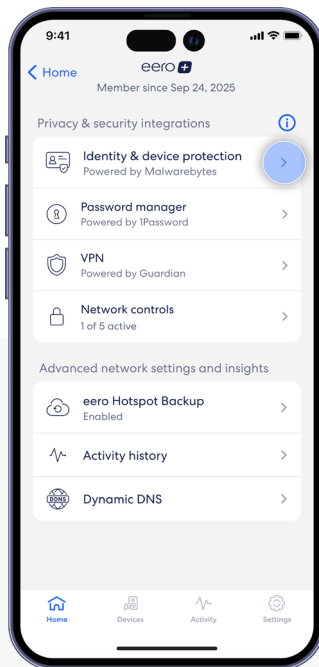 9:41
Home
eero +
Member since Sep 24, 2025
Privacy & security integrations
Identity & device protection
Powered by Malwarebytes
Password manager
Powered by 1Password
VPN
Powered by Guardian
Network controls
1 of 5 active
Advanced network settings and insights
eero Hotspot Backup
Enabled
Activity history
DDNS
Dynamic DNS
Home
Devices
Activity
Settings